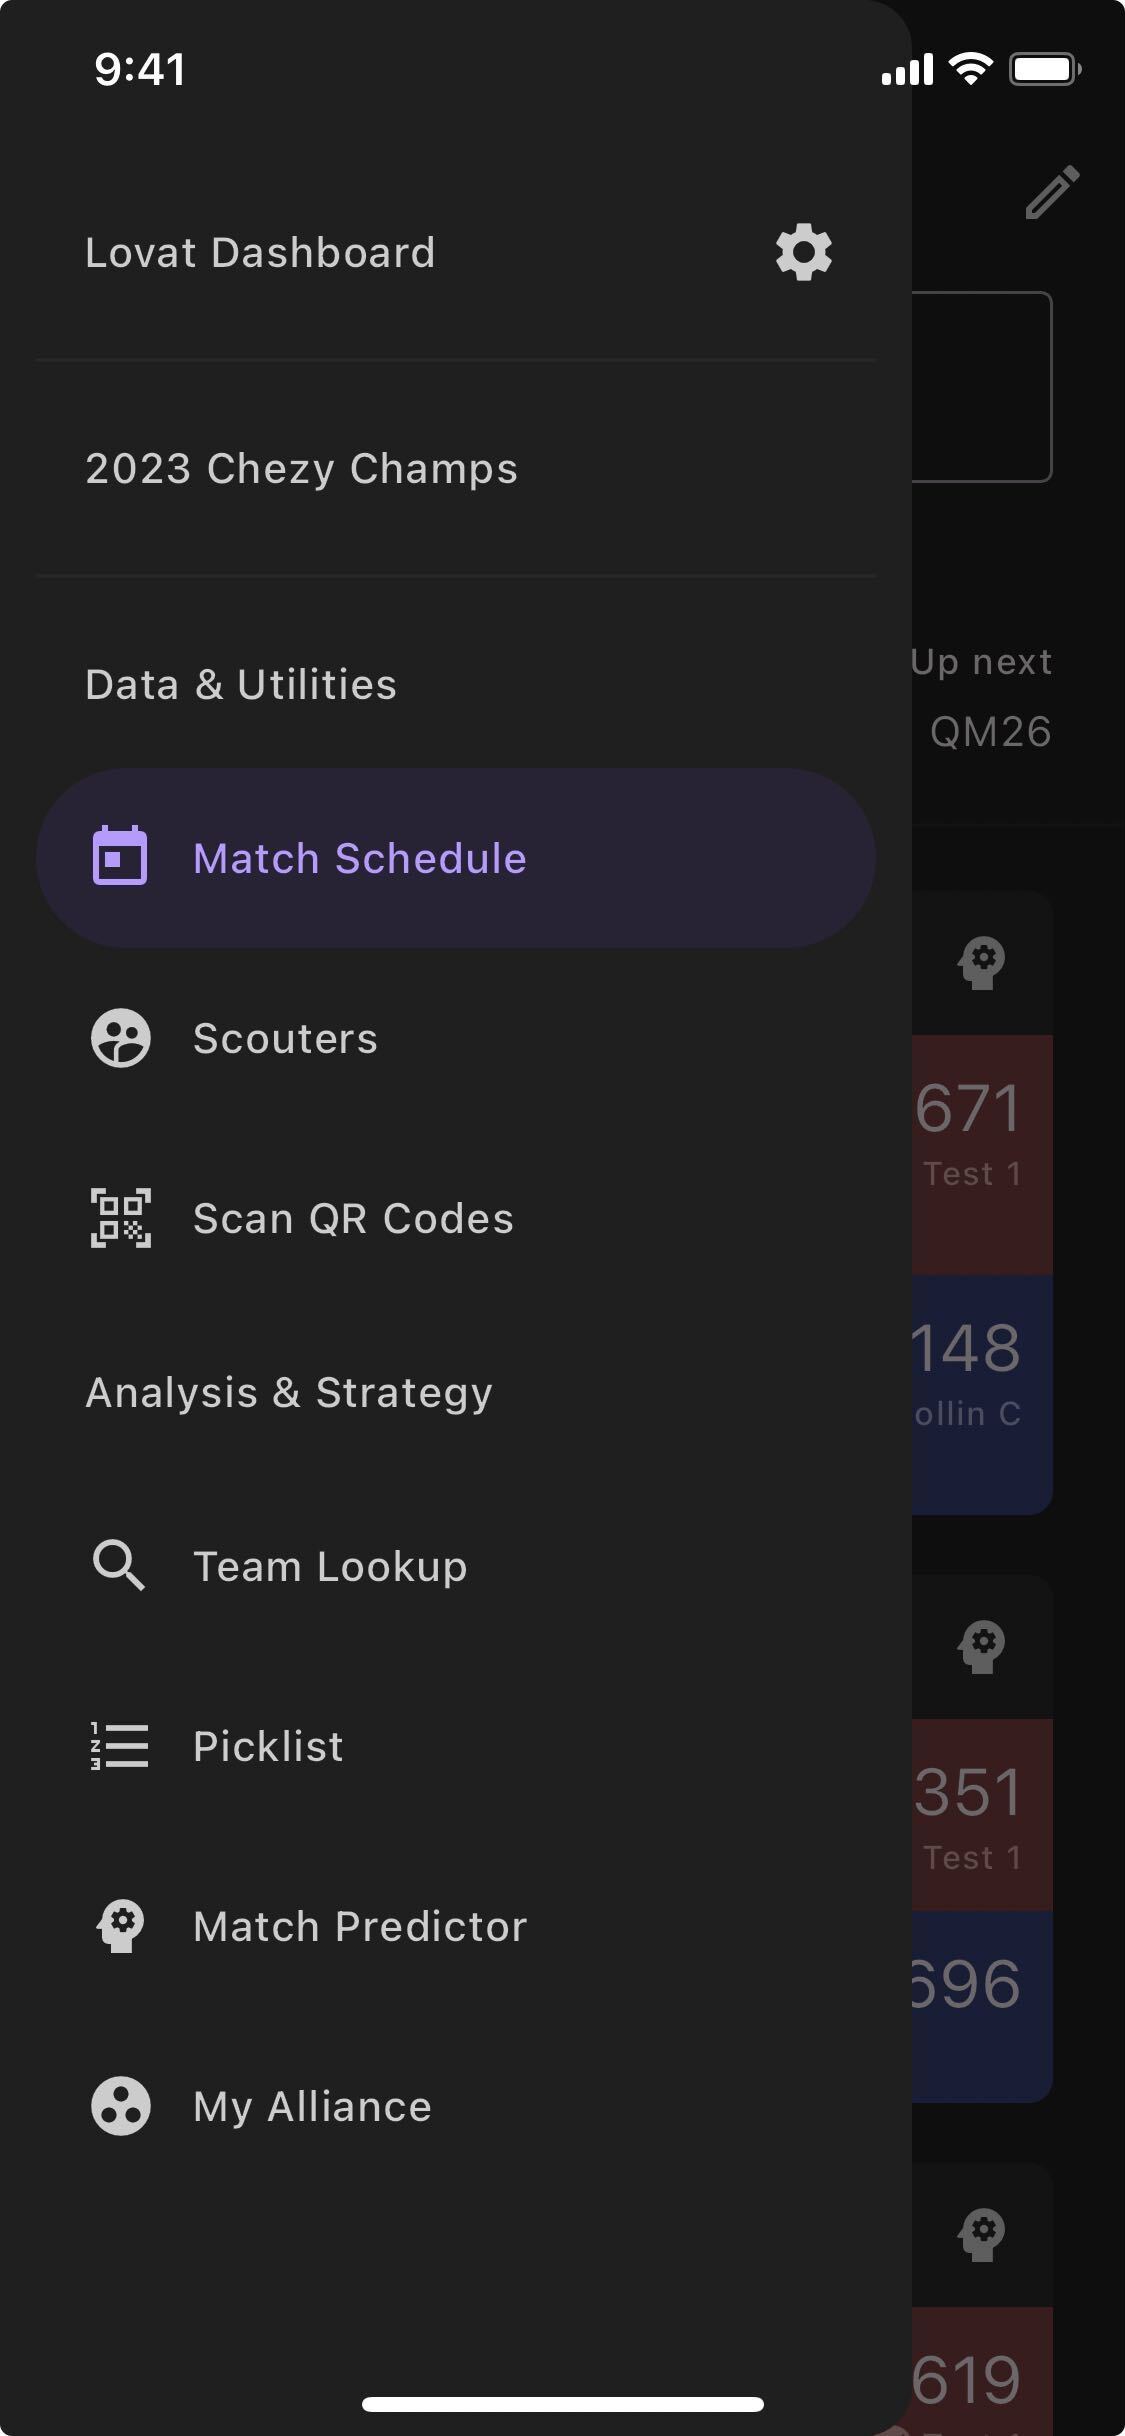 9:41
Lovat Dashboard
2023 Chezy Champs
Up next
Data & Utilities
QM26
Match Schedule
Scouters
671
Test 1
Scan QR Codes
148
ollin C
Analysis & Strategy
Team Lookup
Picklist
351
Test 1
Match Predictor
696
My Alliance
619